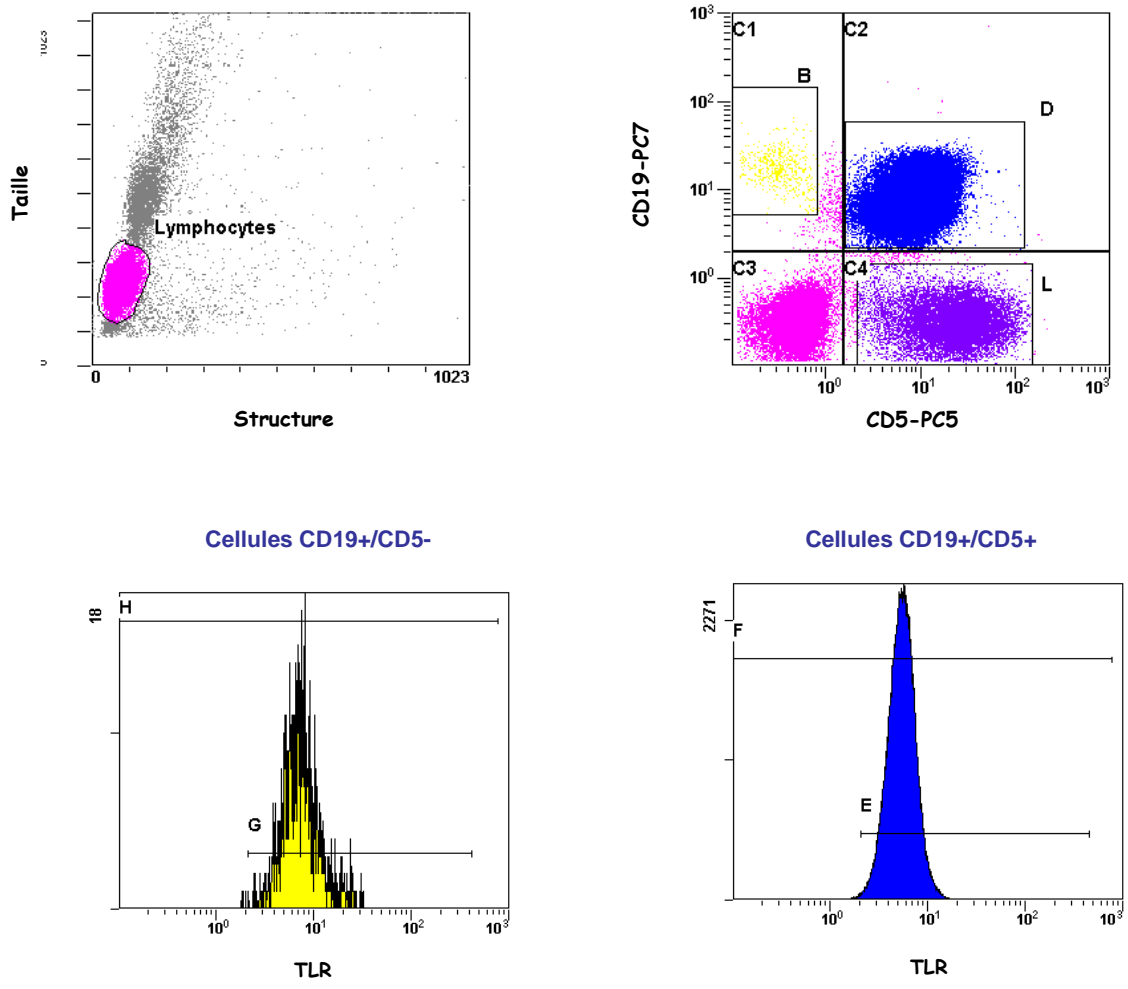 1023
Taille
Lymphocytes
0
0
1023
Structure
10³
10²
10¹
10⁰
CD19-PC7
C1
C2
B
D
C3
C4
L
10⁰
10¹
10²
10³
CD5-PC5
Cellules CD19+/CD5-
18
H
G
10⁰
10¹
10²
10³
TLR
Cellules CD19+/CD5+
2271
F
E
10⁰
10¹
10²
10³
TLR